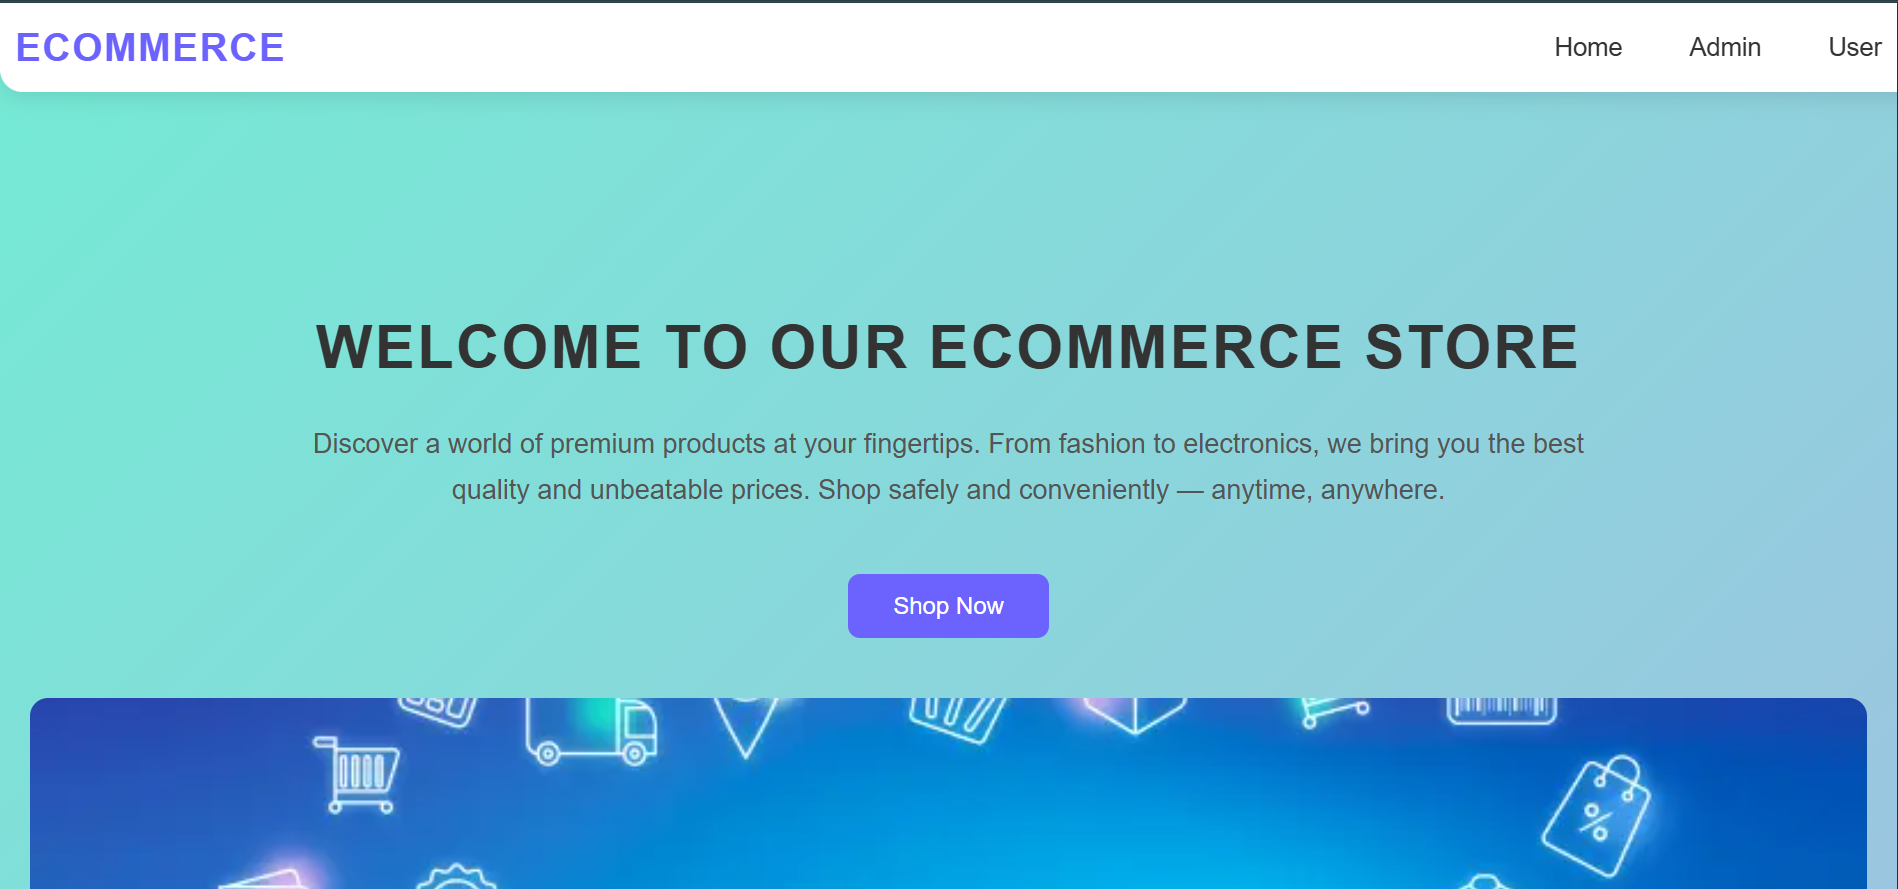 ECOMMERCE
Home Admin User
WELCOME TO OUR ECOMMERCE STORE
Discover a world of premium products at your fingertips. From fashion to electronics, we bring you the best
quality and unbeatable prices. Shop safely and conveniently — anytime, anywhere.
Shop Now
%